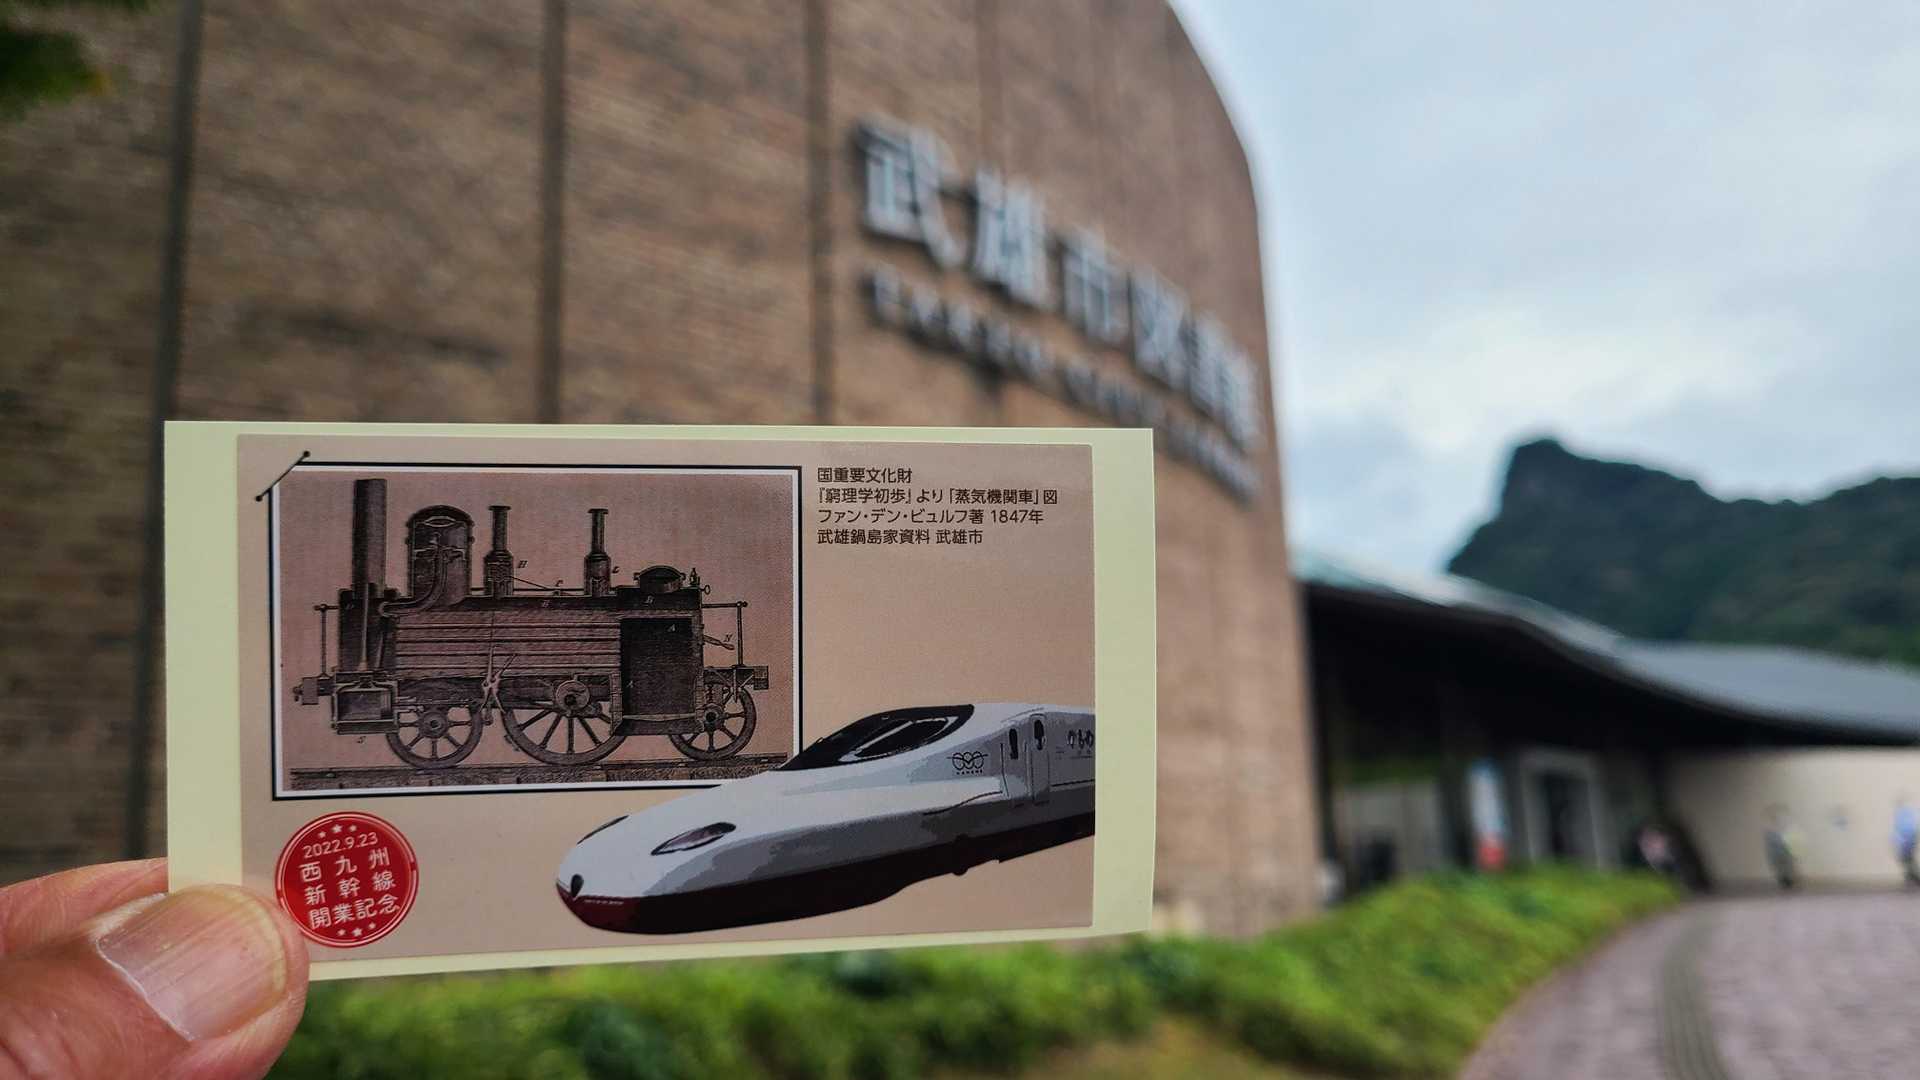 武雄市図書館
国重要文化財
『窮理学初歩』より「蒸気機関車」図
ファン・デン・ビュルフ著 1847年
武雄鍋島家資料 武雄市
2022.9.23
西九州
新幹線
開業記念